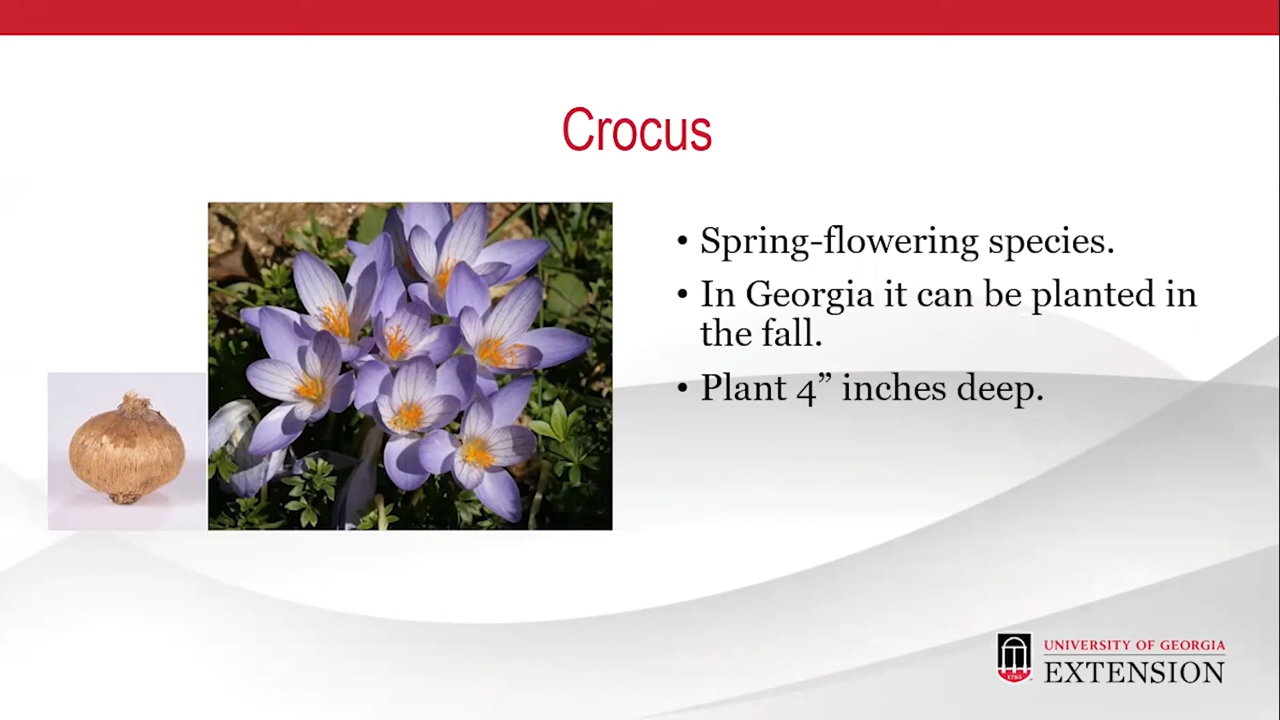 Crocus
• Spring-flowering species.
• In Georgia it can be planted in
the fall.
• Plant 4” inches deep.
1785
UNIVERSITY OF GEORGIA
EXTENSION